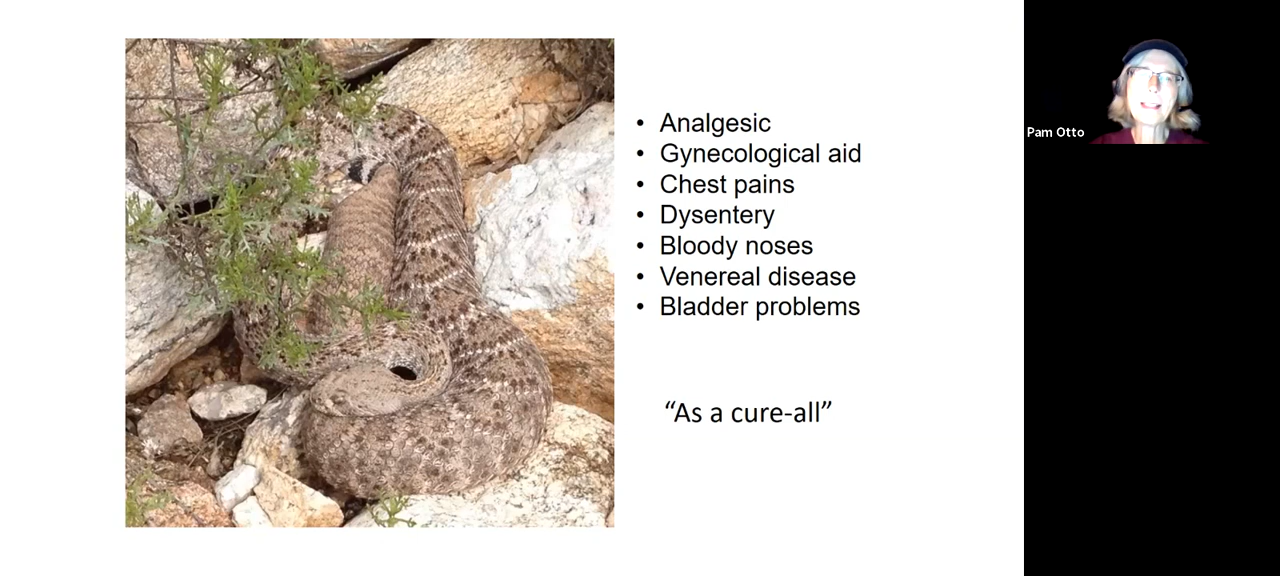 • Analgesic
• Gynecological aid
• Chest pains
• Dysentery
• Bloody noses
• Venereal disease
• Bladder problems
“As a cure-all”
Pam Otto